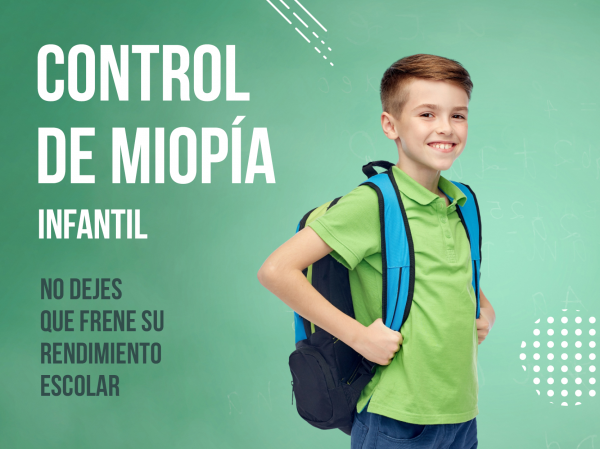 CONTROL
DE MIOPÍA
INFANTIL
NO DEJES
QUE FRENE SU
RENDIMIENTO
ESCOLAR